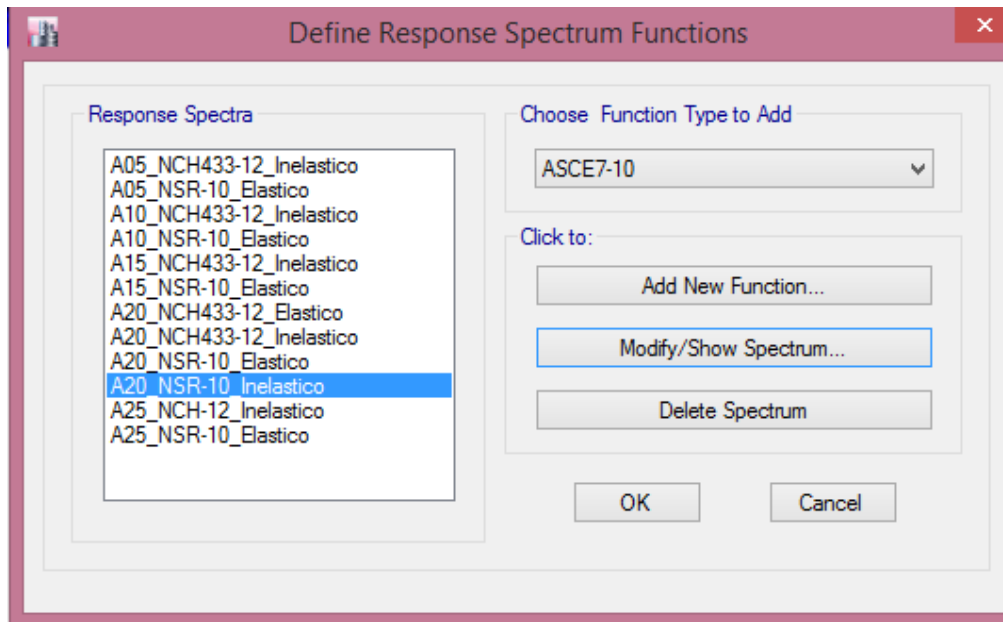 Define Response Spectrum Functions
Response Spectra
A05_NCH433-12_Inelastico
A05_NSR-10_Elastico
A10_NCH433-12_Inelastico
A10_NSR-10_Elastico
A15_NCH433-12_Inelastico
A15_NSR-10_Elastico
A20_NCH433-12_Elastico
A20_NCH433-12_Inelastico
A20_NSR-10_Elastico
A20_NSR-10_Inelastico
A25_NCH-12_Inelastico
A25_NSR-10_Elastico
Choose Function Type to Add
ASCE7-10
Click to:
Add New Function...
Modify/Show Spectrum...
Delete Spectrum
OK
Cancel